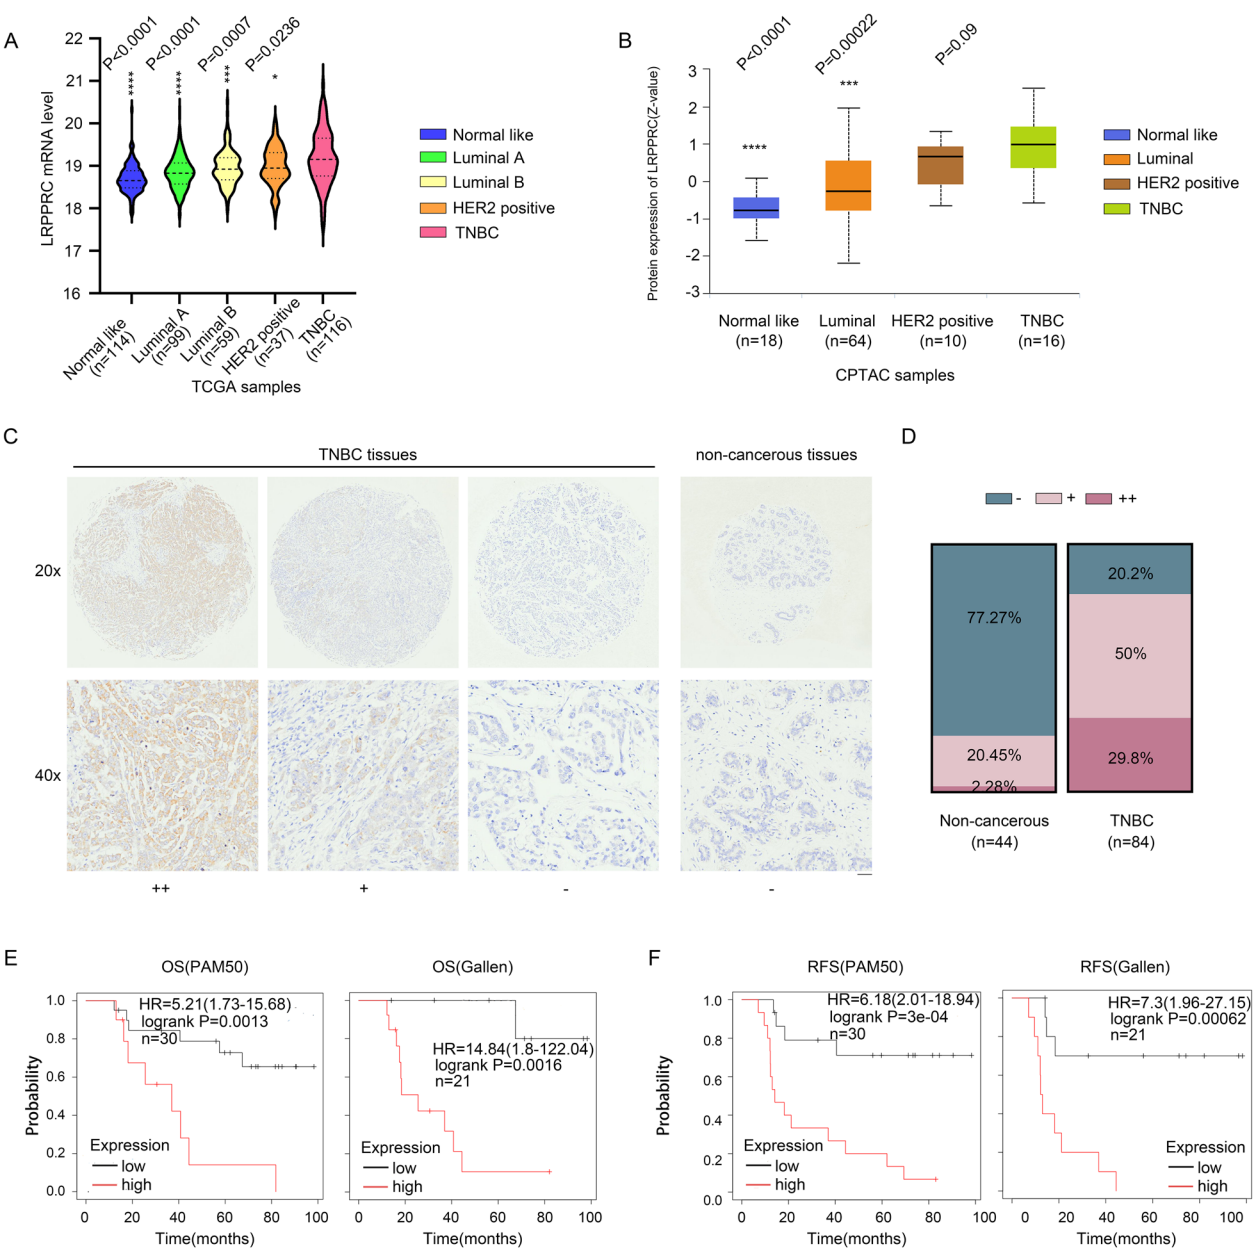 A
P<0.0001
P<0.0001
P=0.0007
P=0.0236
****
****
***
*
LRPPRC mRNA level
22
21
20
19
18
17
16
Normal like
(n=114)
Luminal A
(n=99)
Luminal B
(n=59)
HER2 positive
(n=37)
TNBC
(n=116)
TCGA samples
Normal like
Luminal A
Luminal B
HER2 positive
TNBC
B
P<0.0001
P=0.00022
P=0.09
****
***
Protein expression of LRPPRC(Z-value)
3
2
1
0
-1
-2
-3
Normal like
(n=18)
Luminal
(n=64)
HER2 positive
(n=10)
TNBC
(n=16)
CPTAC samples
Normal like
Luminal
HER2 positive
TNBC
C
TNBC tissues
non-cancerous tissues
20x
40x
++
+
-
-
D
-
+
++
77.27%
20.45%
2.28%
20.2%
50%
29.8%
Non-cancerous
(n=44)
TNBC
(n=84)
E
OS(PAM50)
HR=5.21(1.73-15.68)
logrank P=0.0013
n=30
Probability
1.0
0.8
0.6
0.4
0.2
0.0
Expression
low
high
0 20 40 60 80 100
Time(months)
OS(Gallen)
HR=14.84(1.8-122.04)
logrank P=0.0016
n=21
Expression
low
high
0 20 40 60 80 100
Time(months)
F
RFS(PAM50)
HR=6.18(2.01-18.94)
logrank P=3e-04
n=30
Probability
1.0
0.8
0.6
0.4
0.2
0.0
Expression
low
high
0 20 40 60 80 100
Time(months)
RFS(Gallen)
HR=7.3(1.96-27.15)
logrank P=0.00062
n=21
Expression
low
high
0 20 40 60 80 100
Time(months)